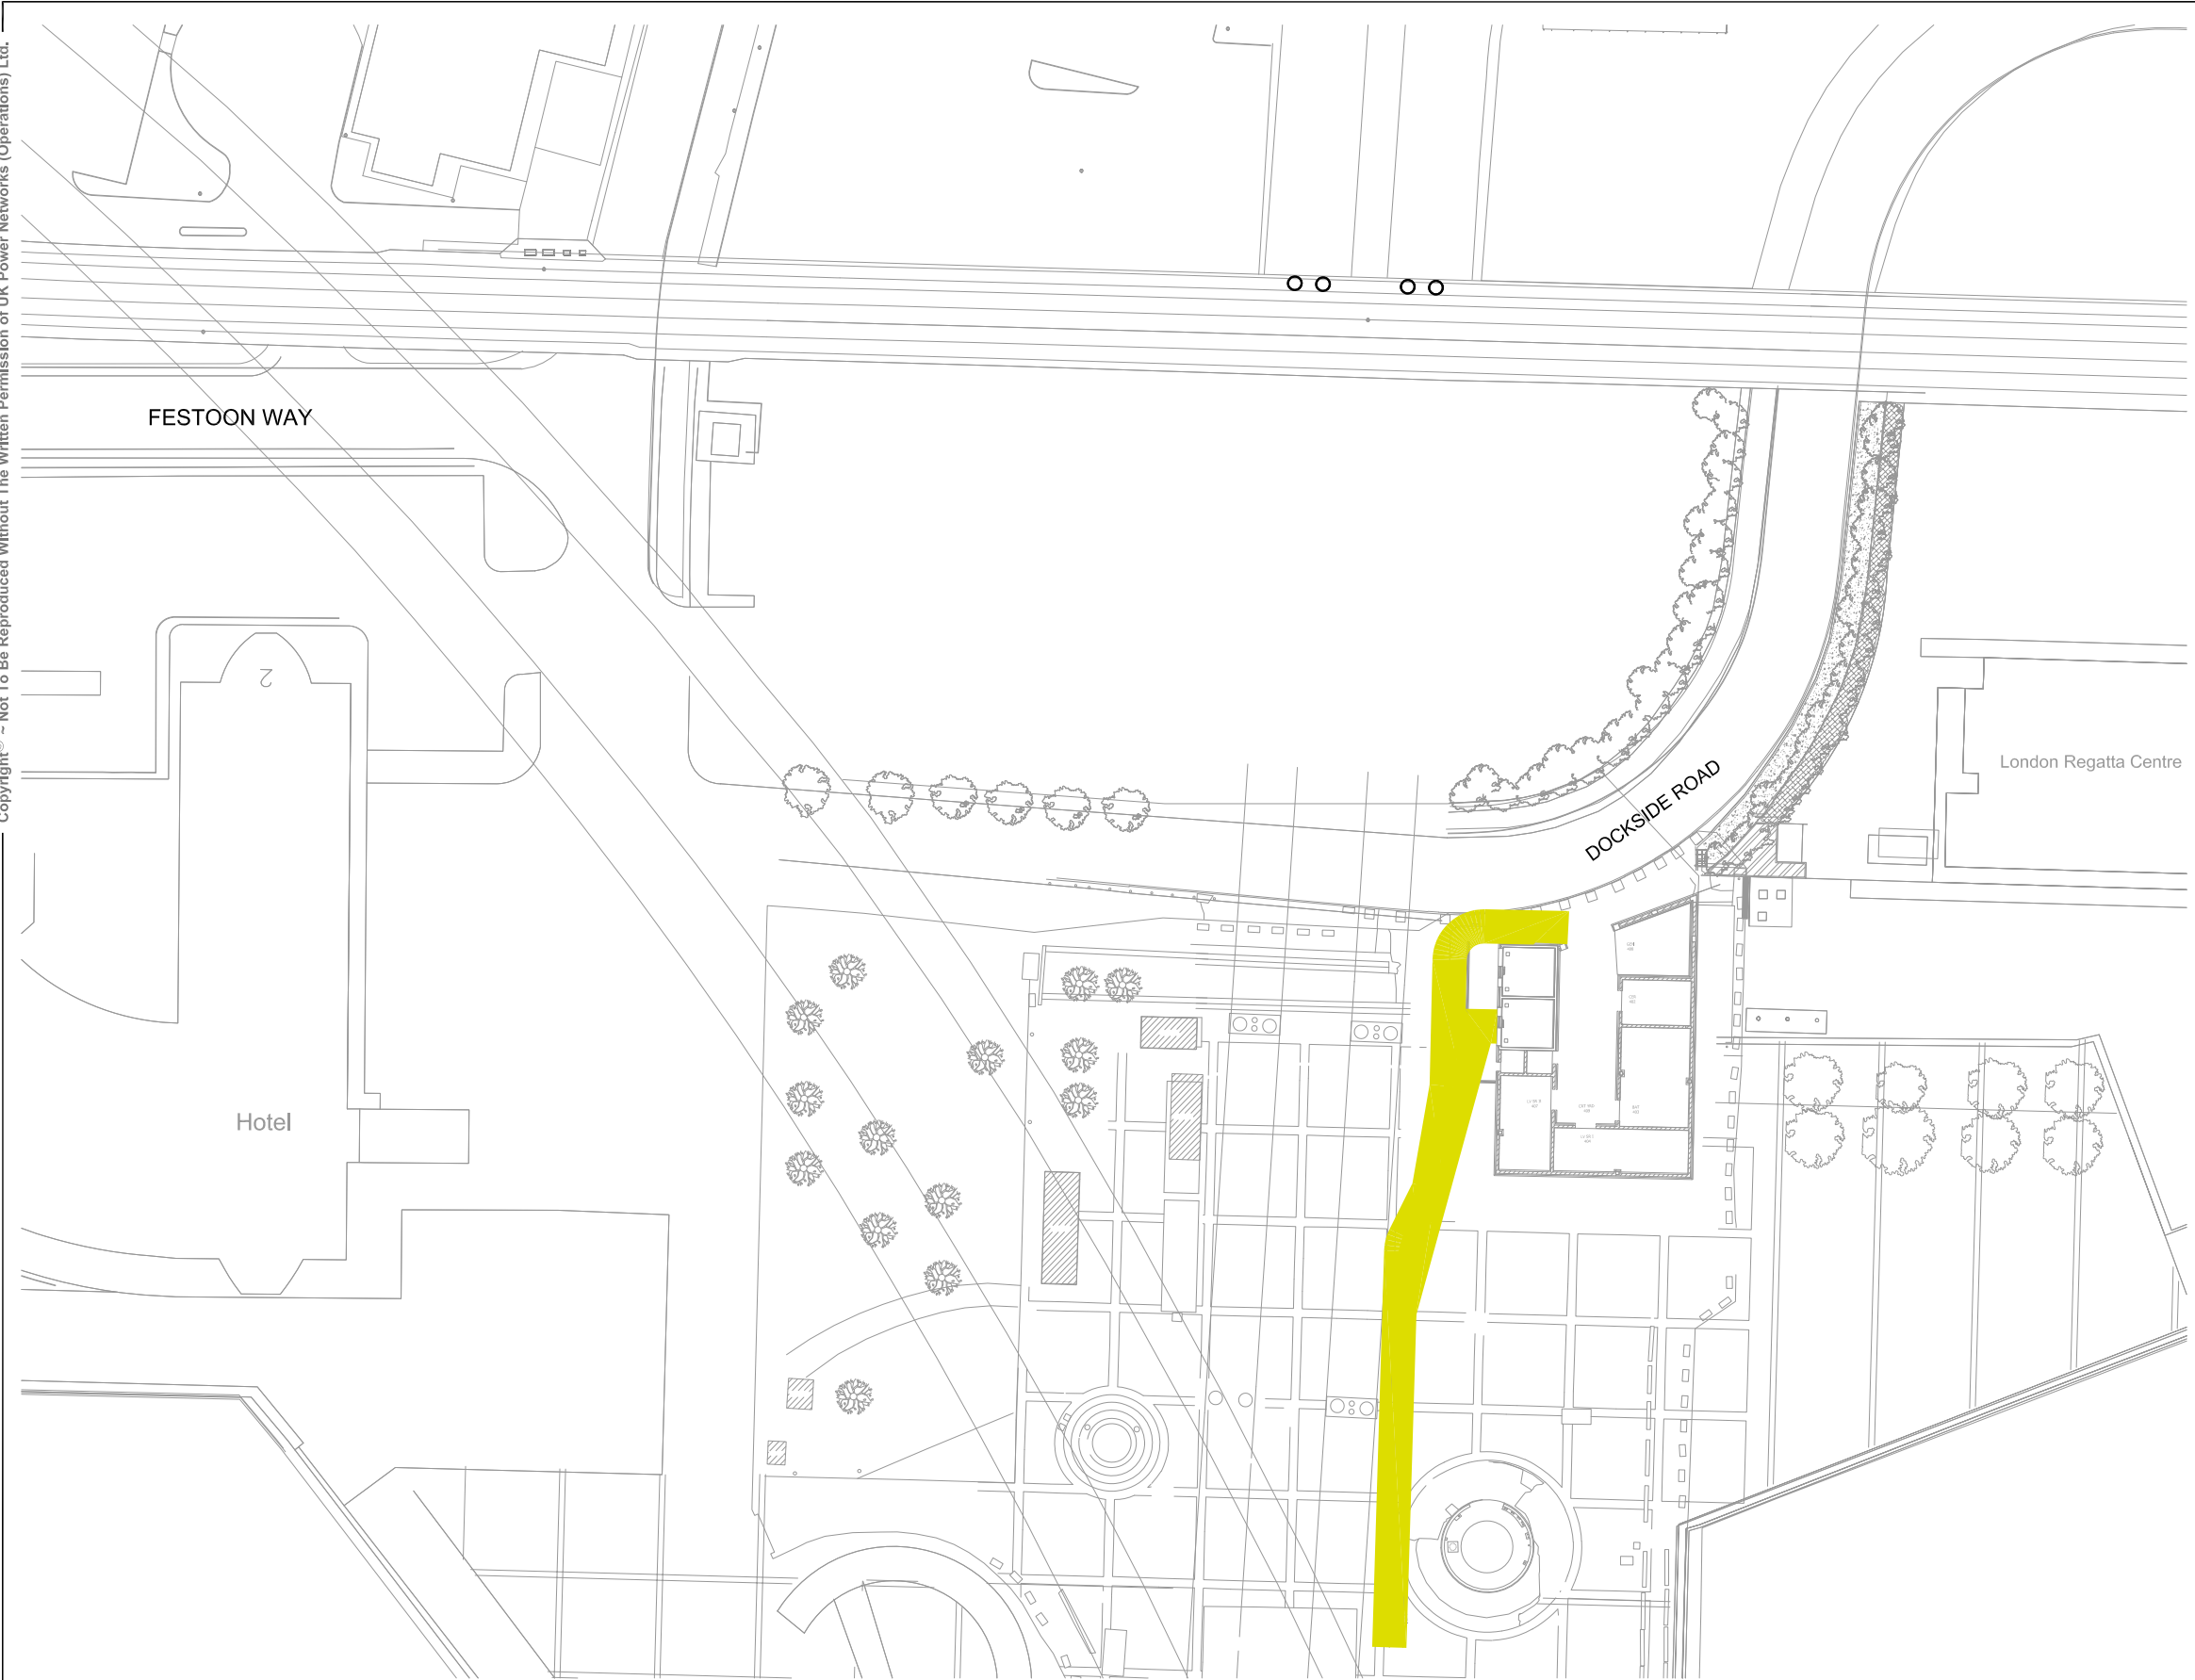 Copyright © ~ Not To Be Reproduced Without The Written Permission of UK Power Networks (Operations) Ltd.
FESTOON WAY
2
London Regatta Centre
DOCKSIDE ROAD
Hotel